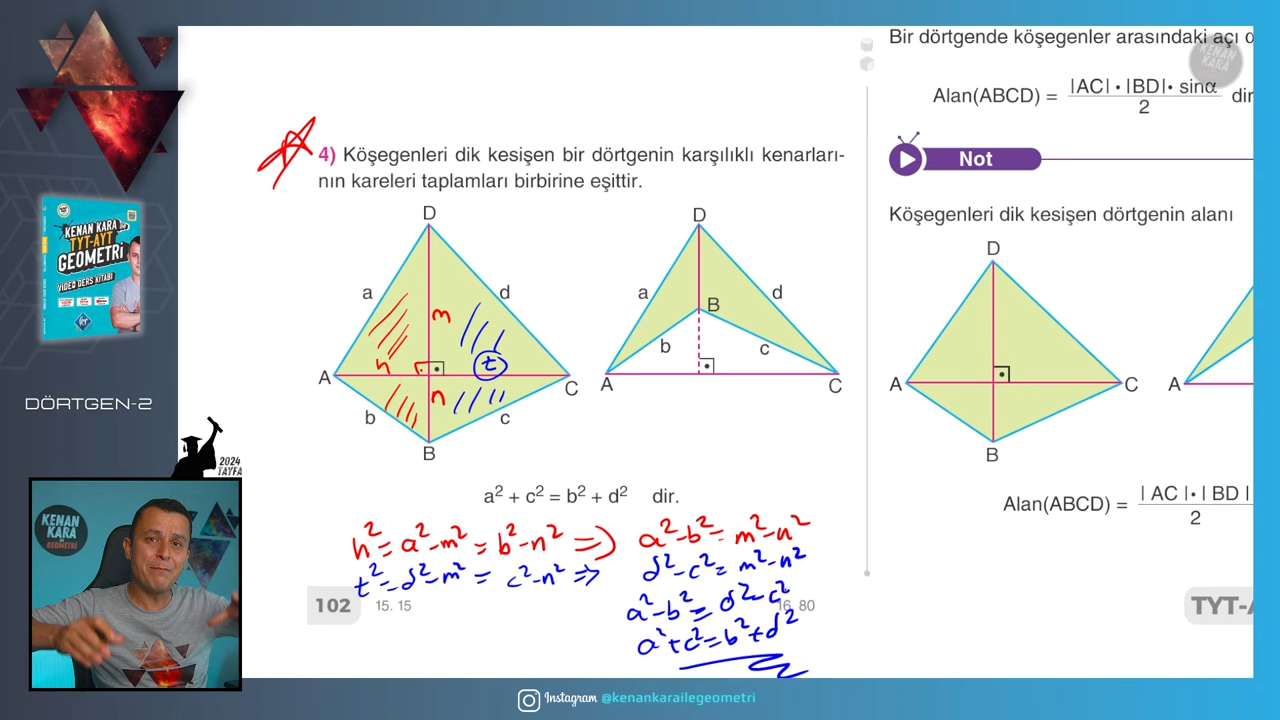 KENAN KARA
TYT-AYT
GEOMETRİ
VİDEO DERS KİTABI
DÖRTGEN-2
2024
TAYFA
KENAN
KARA
GEOMETRİ
4) Köşegenleri dik kesişen bir dörtgenin karşılıklı kenarları-
nın kareleri taplamları birbirine eşittir.
D
a
d
m
h
t
A
C
n
b
c
B
D
a
d
B
b
c
A
C
a² + c² = b² + d² dir.
h² = a² - m² = b² - n² =>
a² - b² = m² - n²
t² = d² - m² = c² - n² =>
d² - c² = m² - n²
a² - b² = d² - c²
a² + c² = b² + d²
102
15. 15
16. 80
Bir dörtgende köşegenler arasındaki açı α
KENAN
KARA
Alan(ABCD) = |AC| • |BD| • sinα / 2 dir
Not
Köşegenleri dik kesişen dörtgenin alanı
D
A
C
B
A
Alan(ABCD) = | AC |• | BD | / 2
TYT-A
Instagram @kenankarailegeometri